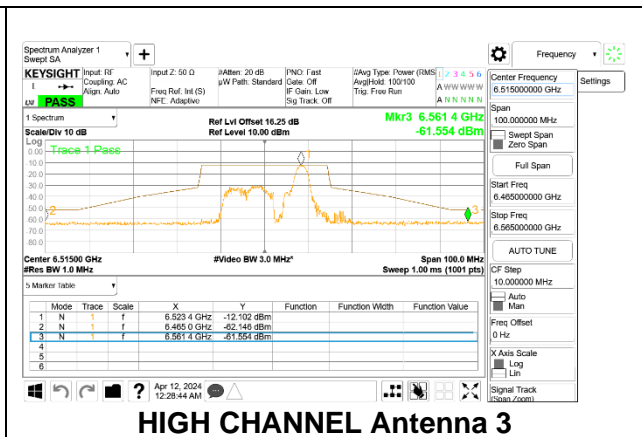 Spectrum Analyzer 1
Swept SA
+
Frequency
KEYSIGHT
Input: RF
Coupling: AC
Align: Auto
Input Z: 50 Ω
Freq Ref: Int (S)
NFE: Adaptive
#Atten: 20 dB
µW Path: Standard
PNO: Fast
Gate: Off
IF Gain: Low
Sig Track: Off
#Avg Type: Power (RMS
Avg|Hold: 100/100
Trig: Free Run
1 2 3 4 5 6
A W W W W W
A N N N N N
PASS
Settings
Center Frequency
6.515000000 GHz
Span
100.000000 MHz
Swept Span
Zero Span
Full Span
Start Freq
6.465000000 GHz
Stop Freq
6.565000000 GHz
AUTO TUNE
CF Step
10.000000 MHz
Auto
Man
Freq Offset
0 Hz
X Axis Scale
Log
Lin
Signal Track
(Span Zoom)
1 Spectrum
Scale/Div 10 dB
Ref Lvl Offset 16.25 dB
Ref Level 10.00 dBm
Mkr3 6.561 4 GHz
-61.554 dBm
Log
Trace 1 Pass
0.00
-10.0
-20.0
-30.0
-40.0
-50.0
-60.0
-70.0
-80.0
1
2
3
Center 6.51500 GHz
#Res BW 1.0 MHz
#Video BW 3.0 MHz*
Span 100.0 MHz
Sweep 1.00 ms (1001 pts)
5 Marker Table
Mode Trace Scale X Y Function Function Width Function Value
1 N 1 f 6.523 4 GHz -12.102 dBm
2 N 1 f 6.465 0 GHz -62.146 dBm
3 N 1 f 6.561 4 GHz -61.554 dBm
4
5
6
?
Apr 12, 2024
12:28:44 AM
HIGH CHANNEL Antenna 3